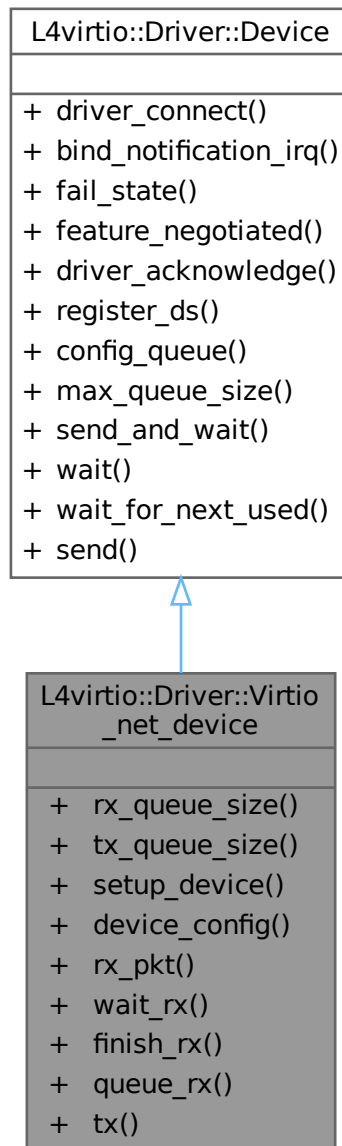 L4virtio::Driver::Device
+ driver_connect()
+ bind_notification_irq()
+ fail_state()
+ feature_negotiated()
+ driver_acknowledge()
+ register_ds()
+ config_queue()
+ max_queue_size()
+ send_and_wait()
+ wait()
+ wait_for_next_used()
+ send()
L4virtio::Driver::Virtio
_net_device
+ rx_queue_size()
+ tx_queue_size()
+ setup_device()
+ device_config()
+ rx_pkt()
+ wait_rx()
+ finish_rx()
+ queue_rx()
+ tx()